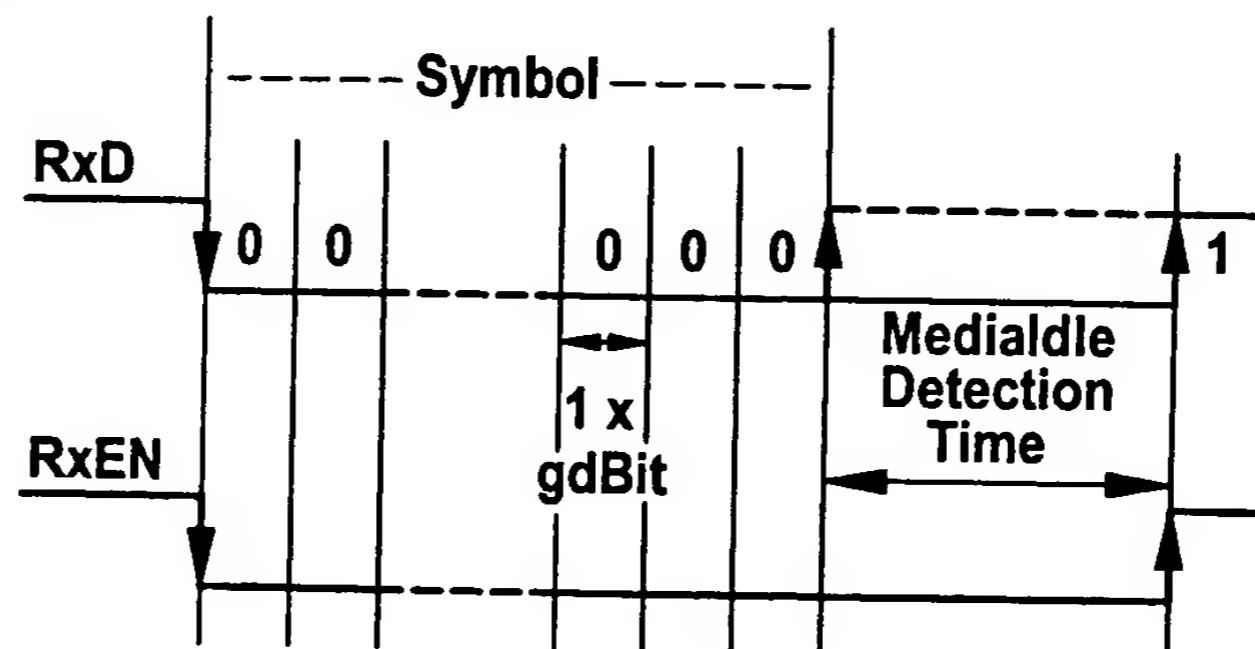 Symbol
RxD
0 0 0 0 0 1
MediaIdle
Detection
Time
1 x
gdBit
RxEN